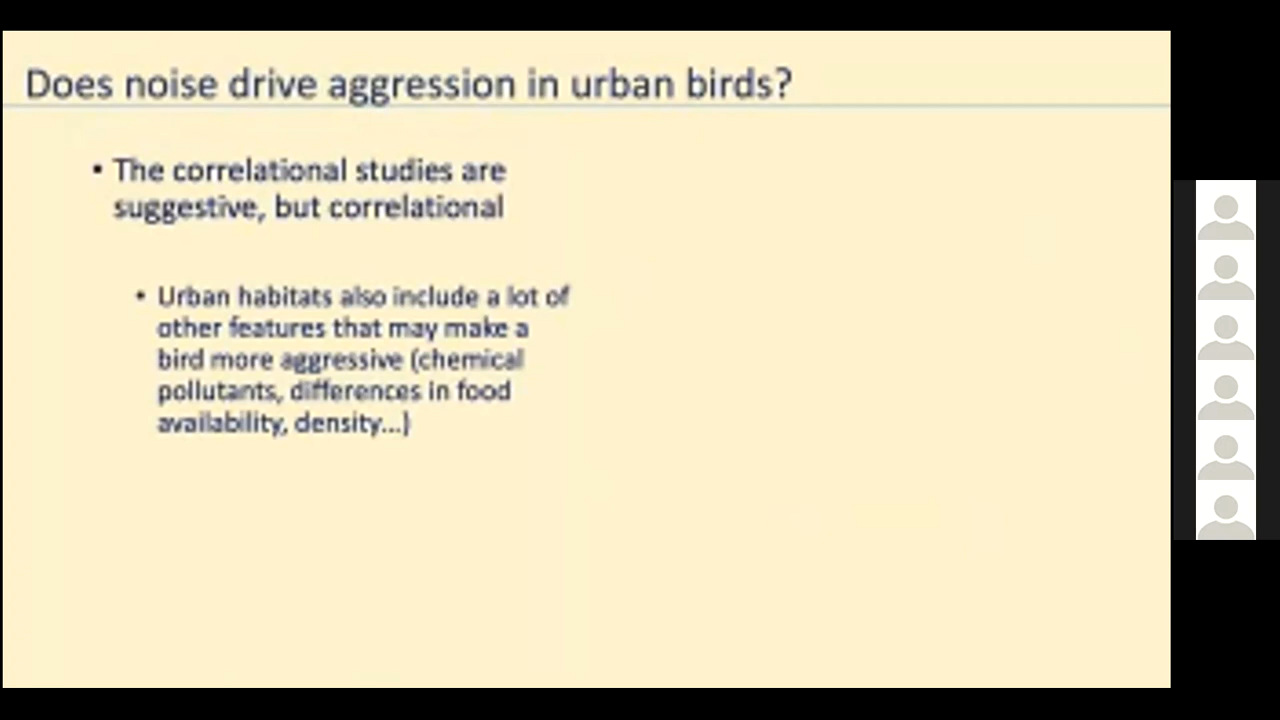 Does noise drive aggression in urban birds?
• The correlational studies are
suggestive, but correlational
• Urban habitats also include a lot of
other features that may make a
bird more aggressive (chemical
pollutants, differences in food
availability, density...)